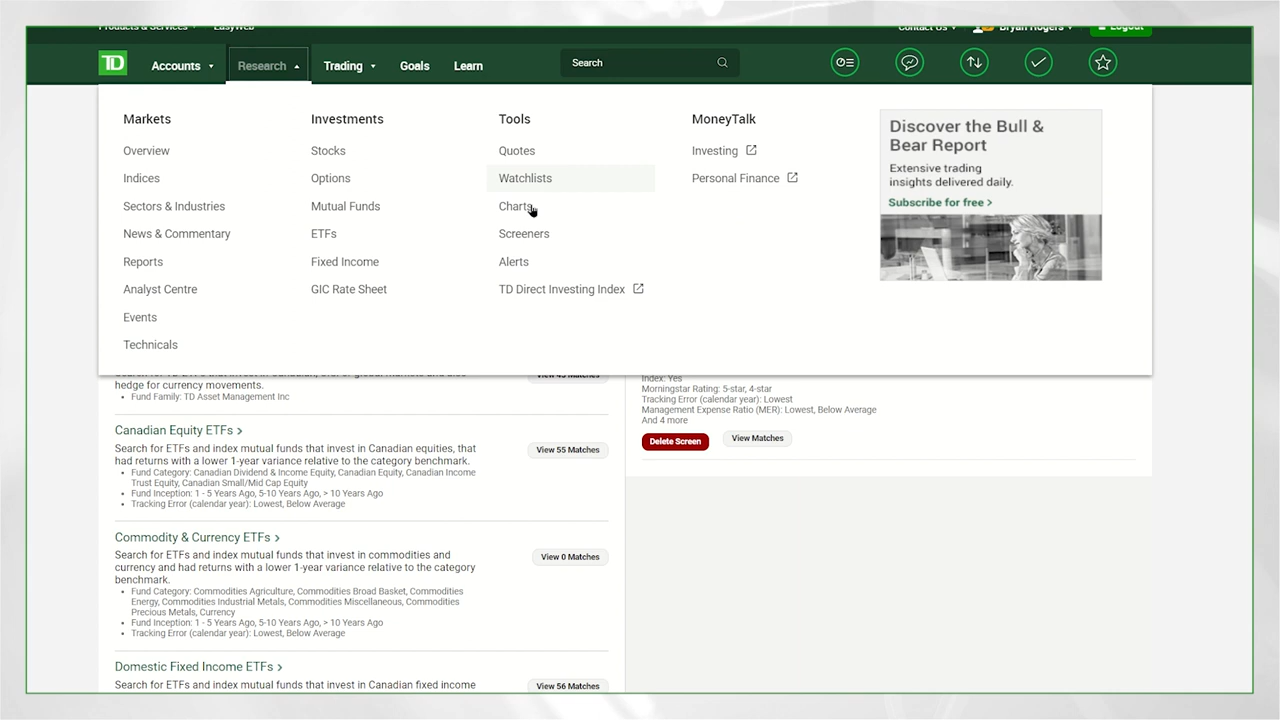 Products & Services
EasyWeb
Contact Us
Bryan Rogers
Logout
TD
Accounts
Research
Trading
Goals
Learn
Search
Markets
Overview
Indices
Sectors & Industries
News & Commentary
Reports
Analyst Centre
Events
Technicals
Investments
Stocks
Options
Mutual Funds
ETFs
Fixed Income
GIC Rate Sheet
Tools
Quotes
Watchlists
Charts
Screeners
Alerts
TD Direct Investing Index
MoneyTalk
Investing
Personal Finance
Discover the Bull &
Bear Report
Extensive trading
insights delivered daily.
Subscribe for free >
hedge for currency movements.
• Fund Family: TD Asset Management Inc
View 45 Matches
Canadian Equity ETFs >
Search for ETFs and index mutual funds that invest in Canadian equities, that
had returns with a lower 1-year variance relative to the category benchmark.
• Fund Category: Canadian Dividend & Income Equity, Canadian Equity, Canadian Income
Trust Equity, Canadian Small/Mid Cap Equity
• Fund Inception: 1 - 5 Years Ago, 5-10 Years Ago, > 10 Years Ago
• Tracking Error (calendar year): Lowest, Below Average
View 55 Matches
Commodity & Currency ETFs >
Search for ETFs and index mutual funds that invest in commodities and
currency and had returns with a lower 1-year variance relative to the category
benchmark.
• Fund Category: Commodities Agriculture, Commodities Broad Basket, Commodities
Energy, Commodities Industrial Metals, Commodities Miscellaneous, Commodities
Precious Metals, Currency
• Fund Inception: 1 - 5 Years Ago, 5-10 Years Ago, > 10 Years Ago
• Tracking Error (calendar year): Lowest, Below Average
View 0 Matches
Domestic Fixed Income ETFs >
Search for ETFs and index mutual funds that invest in Canadian fixed income
View 56 Matches
Index: Yes
Morningstar Rating: 5-star, 4-star
Tracking Error (calendar year): Lowest
Management Expense Ratio (MER): Lowest, Below Average
And 4 more
Delete Screen
View Matches